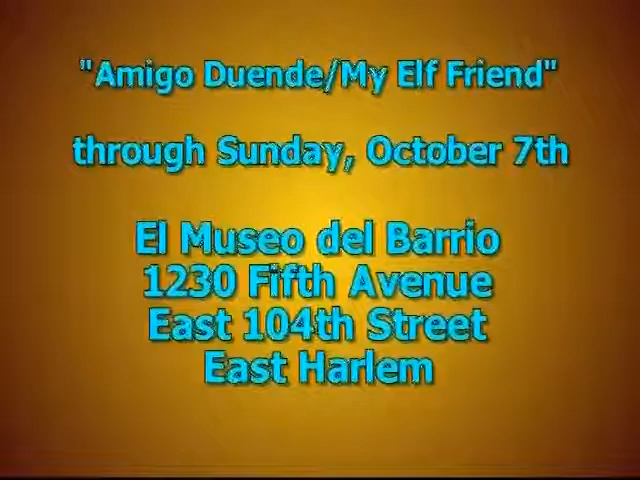 "Amigo Duende/My Elf Friend"
through Sunday, October 7th
El Museo del Barrio
1230 Fifth Avenue
East 104th Street
East Harlem